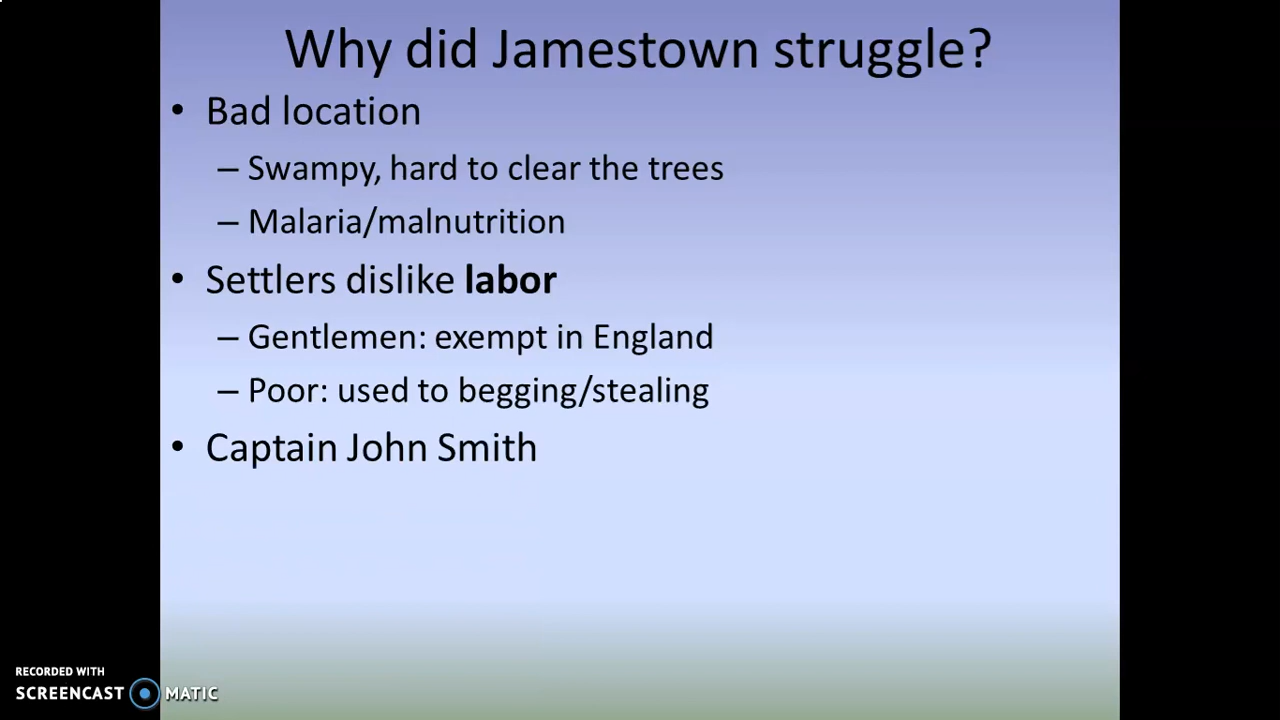 Why did Jamestown struggle?
• Bad location
– Swampy, hard to clear the trees
– Malaria/malnutrition
• Settlers dislike labor
– Gentlemen: exempt in England
– Poor: used to begging/stealing
• Captain John Smith
RECORDED WITH
SCREENCAST MATIC